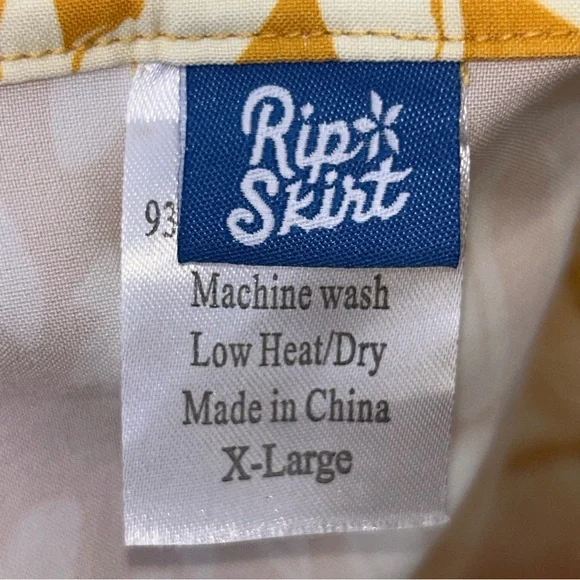 Rip
Skirt
93
Machine wash
Low Heat/Dry
Made in China
X-Large